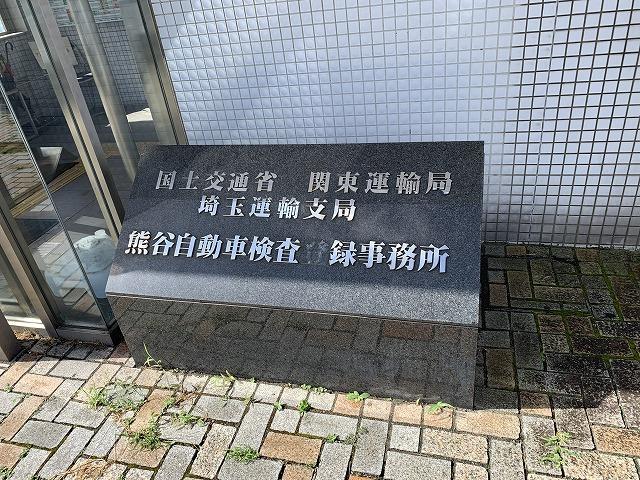 国土交通省　関東運輸局
埼玉運輸支局
熊谷自動車検査登録事務所